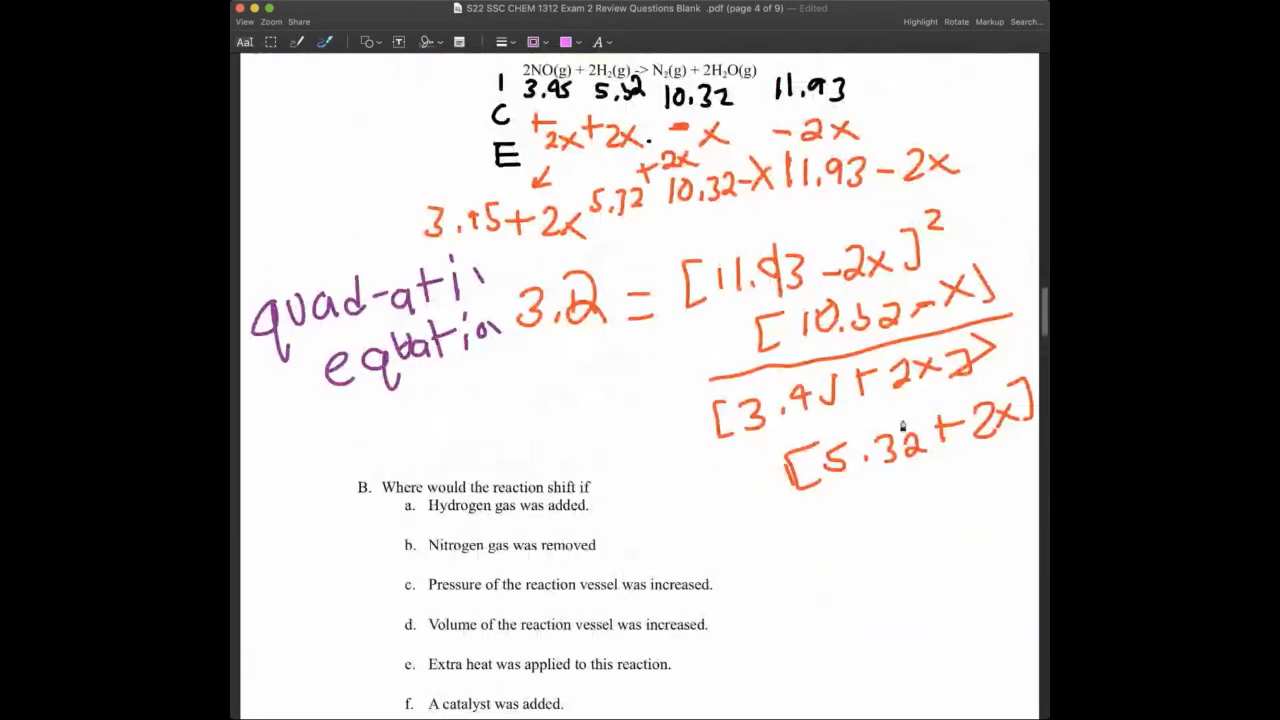 S22 SSC CHEM 1312 Exam 2 Review Questions Blank .pdf (page 4 of 9) — Edited
View Zoom Share Highlight Rotate Markup Search...
2NO(g) + 2H₂(g) -> N₂(g) + 2H₂O(g)
I 3.45 5.32 10.32 11.93
C +2x +2x - x - 2x
E
3.45+2x 5.32+2x 10.32-x 11.93-2x
quad-ati
equation
3.2 = [11.93 -2x]²
[10.32 - x]
[3.45+2x]²
[5.32+2x]
B. Where would the reaction shift if
a. Hydrogen gas was added.
b. Nitrogen gas was removed
c. Pressure of the reaction vessel was increased.
d. Volume of the reaction vessel was increased.
e. Extra heat was applied to this reaction.
f. A catalyst was added.